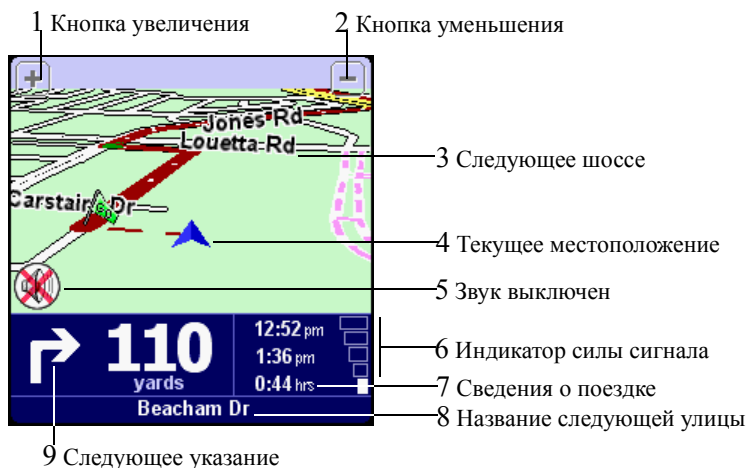 1 Кнопка увеличения
2 Кнопка уменьшения
+
−
Jones Rd
Louetta Rd
3 Следующее шоссе
Carstair Dr
GO
4 Текущее местоположение
5 Звук выключен
110
yards
12:52 pm
1:36 pm
0:44 hrs
6 Индикатор силы сигнала
7 Сведения о поездке
Beacham Dr
8 Название следующей улицы
9 Следующее указание